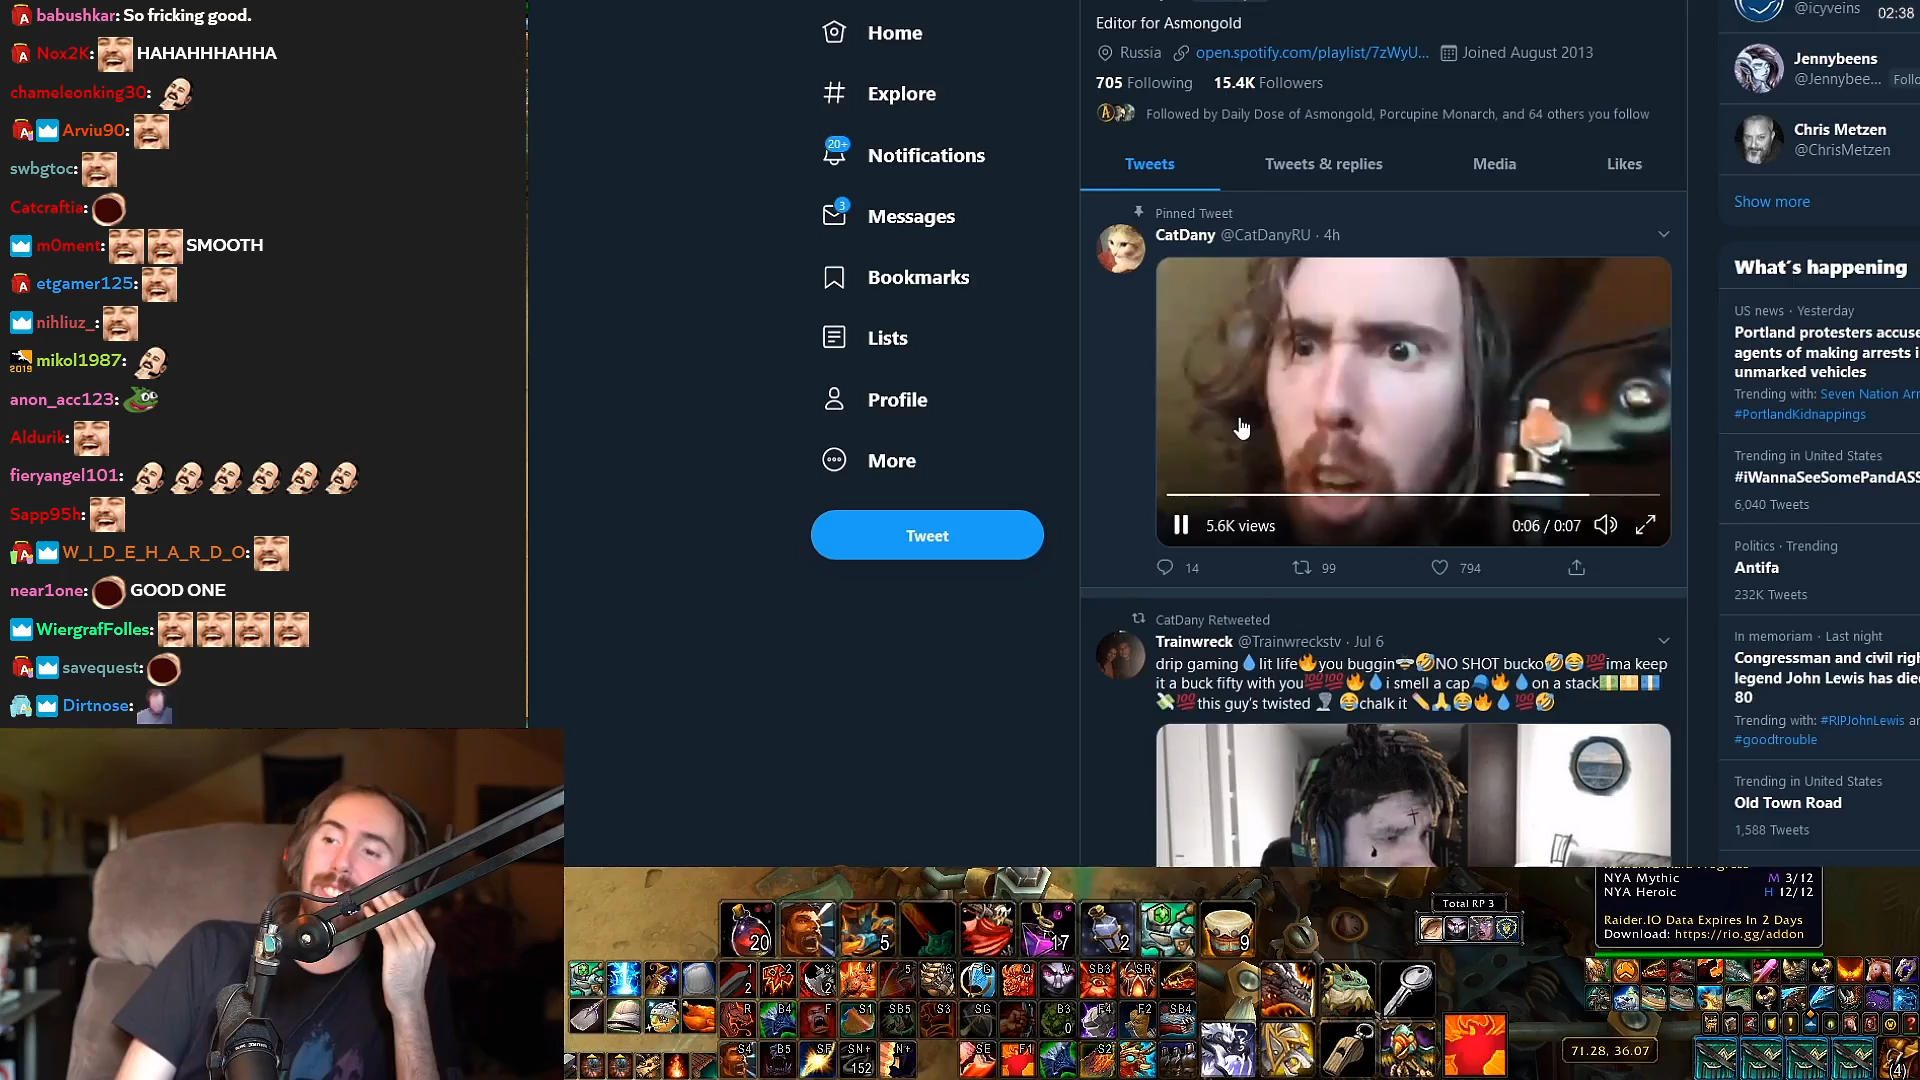 babushkar: So fricking good.
Nox2K: HAHAHHHAHHA
chameleonking30:
Arviu90:
swbgtoc:
Catcraftia:
m0ment: SMOOTH
etgamer125:
nihliuz_:
2019 mikol1987:
anon_acc123:
Aldurik:
fieryangel101:
Sapp95h:
W_I_D_E_H_A_R_D_O:
near1one: GOOD ONE
WiergrafFolles:
savequest:
Dirtnose:
Home
Explore
20+
Notifications
3
Messages
Bookmarks
Lists
Profile
More
Tweet
Editor for Asmongold
Russia open.spotify.com/playlist/7zWyU... Joined August 2013
705 Following 15.4K Followers
Followed by Daily Dose of Asmongold, Porcupine Monarch, and 64 others you follow
Tweets Tweets & replies Media Likes
Pinned Tweet
CatDany @CatDanyRU · 4h
5.6K views 0:06 / 0:07
14 99 794
CatDany Retweeted
Trainwreck @Trainwreckstv · Jul 6
drip gaming💧lit life🔥you buggin🐝🤣NO SHOT bucko🤣😂💯ima keep
it a buck fifty with you💯💯🔥💧i smell a cap🧢🔥💧on a stack💵💴💶
💸💯this guy's twisted🌪️😂chalk it✏️🙏😂🔥💧💯🤣
@icyveins 02:38
Jennybeens
@Jennybee... Follo
Chris Metzen
@ChrisMetzen
Show more
What's happening
US news · Yesterday
Portland protesters accuse
agents of making arrests i
unmarked vehicles
Trending with: Seven Nation Arr
#PortlandKidnappings
Trending in United States
#iWannaSeeSomePandASS
6,040 Tweets
Politics · Trending
Antifa
232K Tweets
In memoriam · Last night
Congressman and civil righ
legend John Lewis has died
80
Trending with: #RIPJohnLewis an
#goodtrouble
Trending in United States
Old Town Road
1,588 Tweets
NYA Mythic M 3/12
NYA Heroic H 12/12
Raider.IO Data Expires In 2 Days
Download: https://rio.gg/addon
Total RP 3
20 5 17 2 9
71.28, 36.07
152
(4)